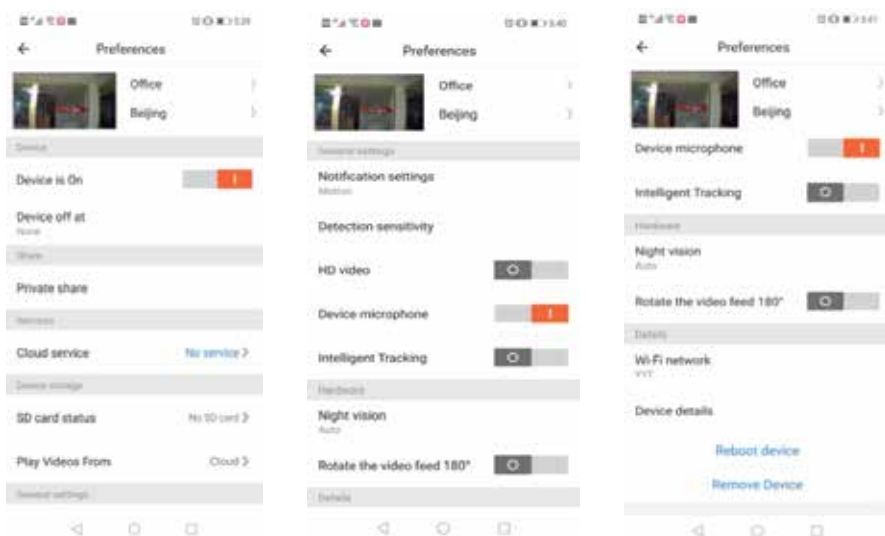 Preferences
Office
Beijing
Device
Device is On
Device off at
None
Share
Private share
Services
Cloud service
No service
Device storage
SD card status
No SD card
Play Videos From
Cloud
General settings
Preferences
Office
Beijing
General settings
Notification settings
Motion
Detection sensitivity
HD video
Device microphone
Intelligent Tracking
Hardware
Night vision
Auto
Rotate the video feed 180°
Details
Preferences
Office
Beijing
Device microphone
Intelligent Tracking
Hardware
Night vision
Auto
Rotate the video feed 180°
Details
Wi-Fi network
Device details
Reboot device
Remove Device